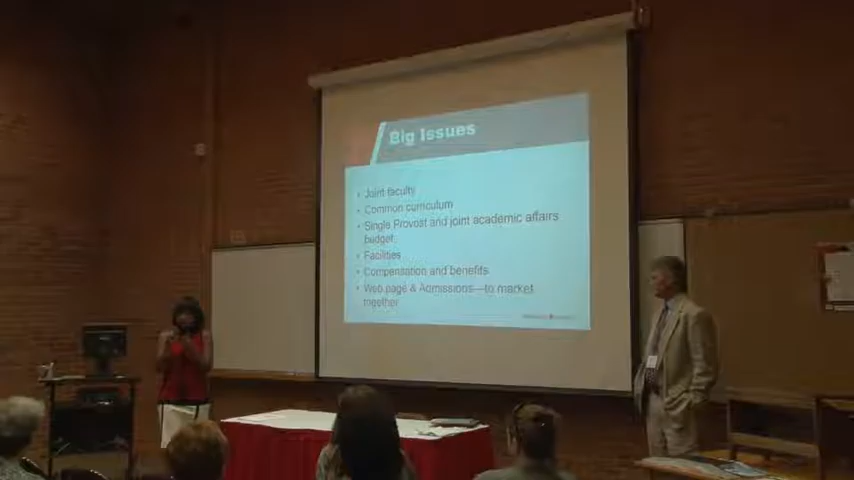 Big Issues
• Joint faculty
• Common curriculum
• Single Provost and joint academic affairs
budget
• Facilities
• Compensation and benefits
• Web page & Admissions—to market
together